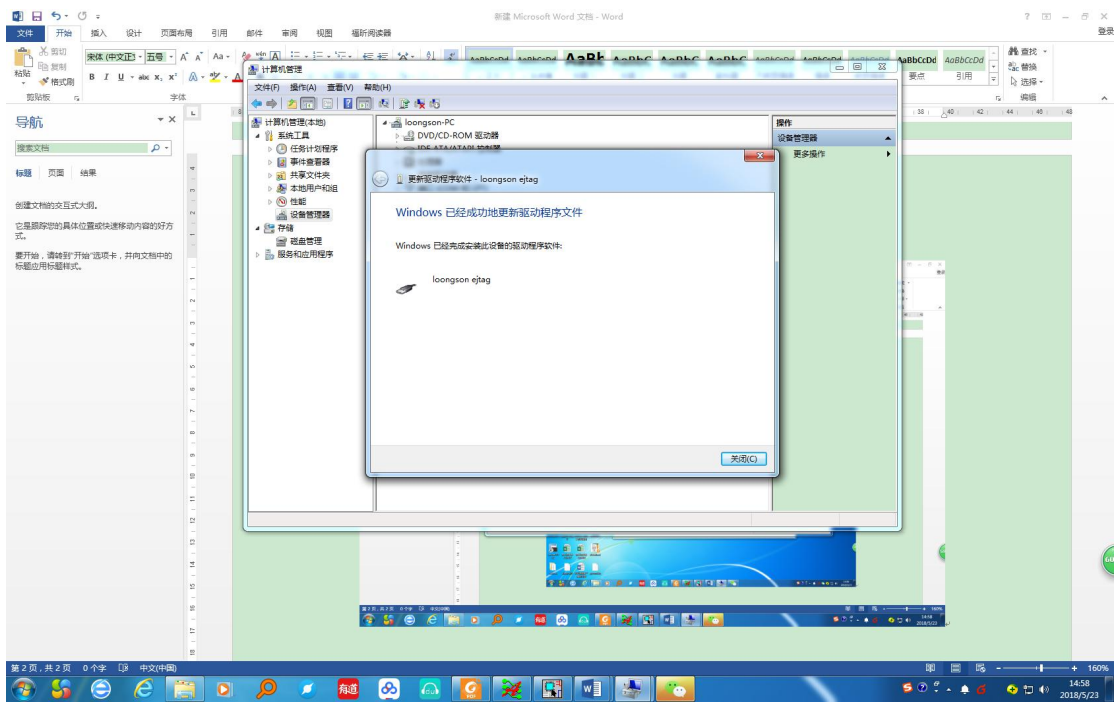 新建 Microsoft Word 文档 - Word
登录
文件 开始 插入 设计 页面布局 引用 邮件 审阅 视图 福昕阅读器
剪切
复制
粘贴
格式刷
宋体 (中文正)
五号
Aa
B I U abc x₂ x²
剪贴板
字体
AaBbCcDd
要点
AaBbCcDd
引用
查找
替换
选择
编辑
导航
搜索文档
标题 页面 结果
创建文档的交互式大纲。
它是跟踪您的具体位置或快速移动内容的好方
式。
要开始，请转到"开始"选项卡，并向文档中的
标题应用标题样式。
计算机管理
文件(F) 操作(A) 查看(V) 帮助(H)
计算机管理(本地)
系统工具
任务计划程序
事件查看器
共享文件夹
本地用户和组
性能
设备管理器
存储
磁盘管理
服务和应用程序
loongson-PC
DVD/CD-ROM 驱动器
操作
设备管理器
更多操作
更新驱动程序软件 - loongson ejtag
Windows 已经成功地更新驱动程序文件
Windows 已经完成安装此设备的驱动程序软件:
loongson ejtag
关闭(C)
第 2 页，共 2 页 0 个字 中文(中国)
160%
有道
14:58
2018/5/23